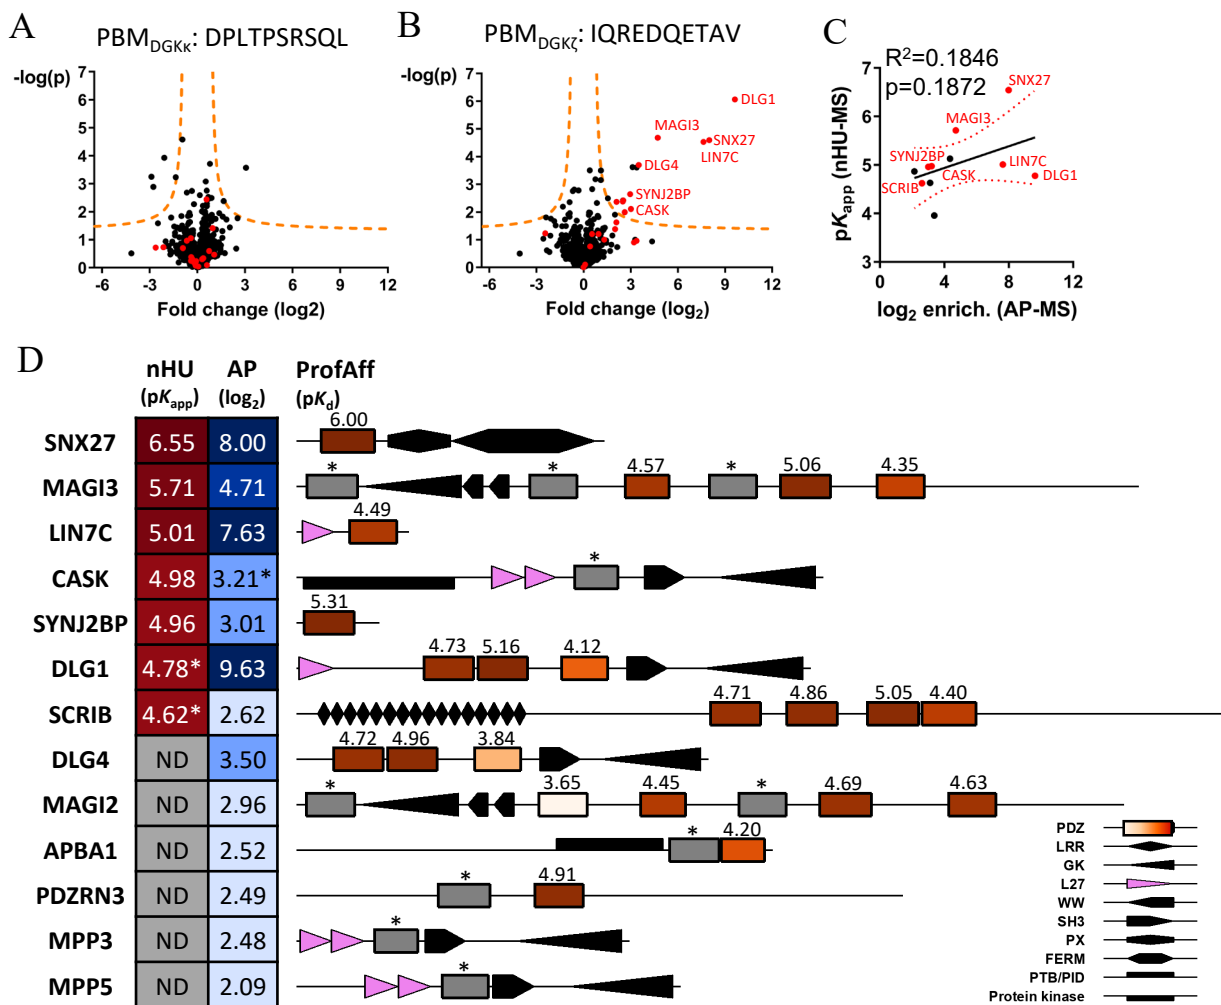 A
PBM_DGKκ: DPLTPSRSQL
-log(p)
7
6
5
4
3
2
1
0
-6 -3 0 3 6 9 12
Fold change (log2)
B
PBM_DGKζ: IQREDQETAV
-log(p)
7
6
5
4
3
2
1
0
DLG1
MAGI3
SNX27
LIN7C
DLG4
SYNJ2BP
CASK
-6 -3 0 3 6 9 12
Fold change (log₂)
C
R²=0.1846
p=0.1872
pK_app (nHU-MS)
7
6
5
4
3
SNX27
MAGI3
SYNJ2BP
LIN7C
CASK
DLG1
SCRIB
0 4 8 12
log₂ enrich. (AP-MS)
D
nHU AP ProfAff
(pK_app) (log₂) (pK_d)
SNX27 6.55 8.00 6.00
MAGI3 5.71 4.71 * * 4.57 * 5.06 4.35
LIN7C 5.01 7.63 4.49
CASK 4.98 3.21* *
SYNJ2BP 4.96 3.01 5.31
DLG1 4.78* 9.63 4.73 5.16 4.12
SCRIB 4.62* 2.62 4.71 4.86 5.05 4.40
DLG4 ND 3.50 4.72 4.96 3.84
MAGI2 ND 2.96 * 3.65 4.45 * 4.69 4.63
APBA1 ND 2.52 * 4.20
PDZRN3 ND 2.49 * 4.91
MPP3 ND 2.48 *
MPP5 ND 2.09 *
PDZ
LRR
GK
L27
WW
SH3
PX
FERM
PTB/PID
Protein kinase